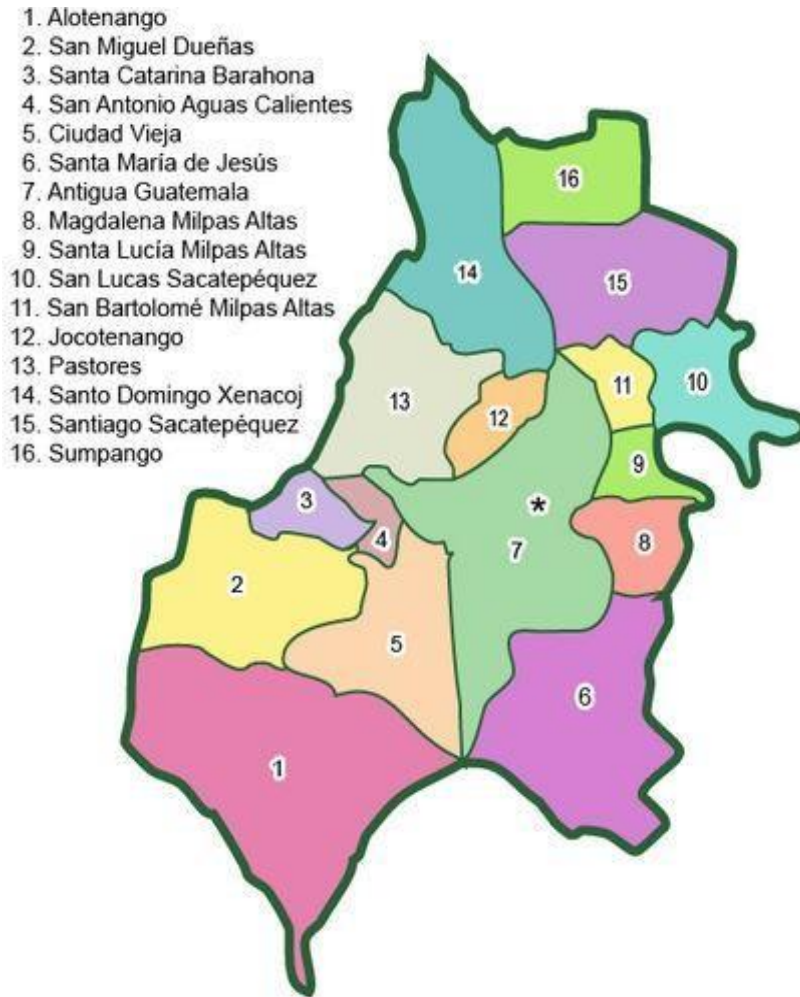 1. Alotenango
2. San Miguel Dueñas
3. Santa Catarina Barahona
4. San Antonio Aguas Calientes
5. Ciudad Vieja
6. Santa María de Jesús
7. Antigua Guatemala
8. Magdalena Milpas Altas
9. Santa Lucía Milpas Altas
10. San Lucas Sacatepéquez
11. San Bartolomé Milpas Altas
12. Jocotenango
13. Pastores
14. Santo Domingo Xenacoj
15. Santiago Sacatepéquez
16. Sumpango
16
14
15
10
11
13
12
9
3
*
4
8
7
2
5
6
1